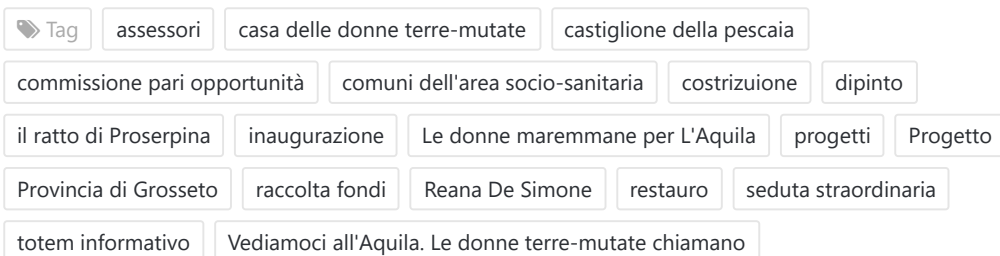 Tag assessori casa delle donne terre-mutate castiglione della pescaia
commissione pari opportunità comuni dell'area socio-sanitaria costrizuione dipinto
il ratto di Proserpina inaugurazione Le donne maremmane per L'Aquila progetti Progetto
Provincia di Grosseto raccolta fondi Reana De Simone restauro seduta straordinaria
totem informativo Vediamoci all'Aquila. Le donne terre-mutate chiamano